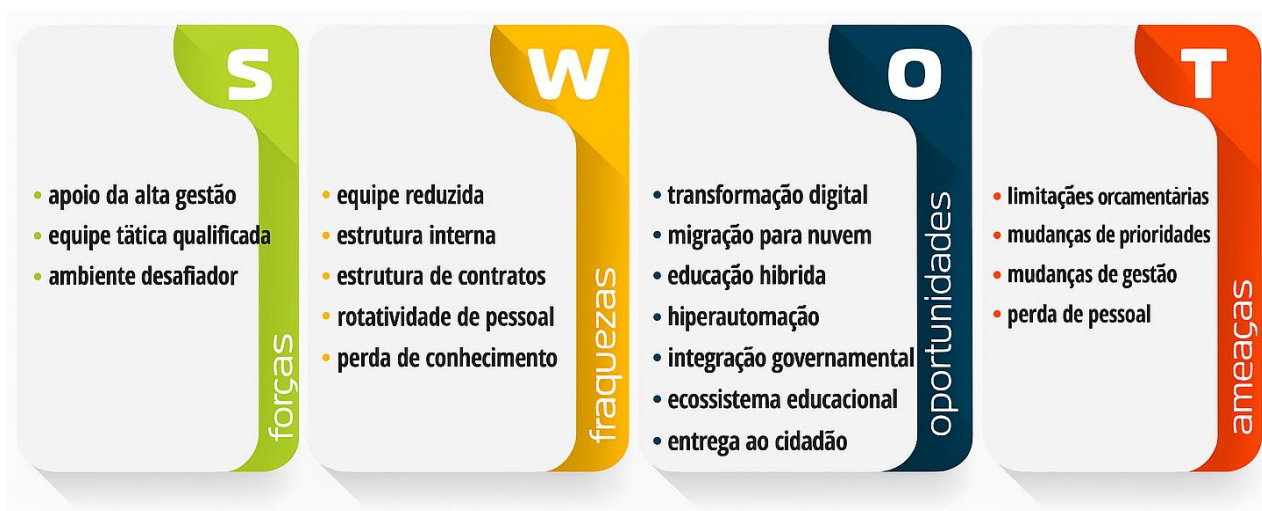 S
• apoio da alta gestão
• equipe tätica qualificada
• ambiente desafiador
forças
W
• equipe reduzida
• estrutura interna
• estrutura de contratos
• rotatividade de pessoal
• perda de conhecimento
fraquezas
O
• transformação digital
• migração para nuvem
• educação hibrida
• hiperautomação
• integração governamental
• ecossistema educacional
• entrega ao cidadão
oportunidades
T
• limitaçães orcamentárias
• mudanças de prioridades
• mudanças de gestão
• perda de pessoal
ameaças